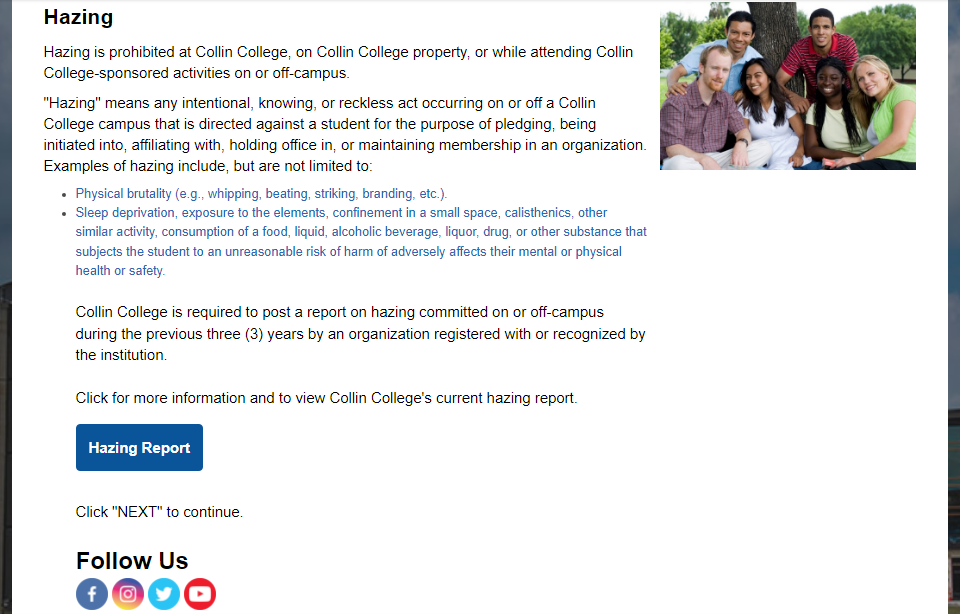 Hazing
Hazing is prohibited at Collin College, on Collin College property, or while attending Collin
College-sponsored activities on or off-campus.
"Hazing" means any intentional, knowing, or reckless act occurring on or off a Collin
College campus that is directed against a student for the purpose of pledging, being
initiated into, affiliating with, holding office in, or maintaining membership in an organization.
Examples of hazing include, but are not limited to:
• Physical brutality (e.g., whipping, beating, striking, branding, etc.).
• Sleep deprivation, exposure to the elements, confinement in a small space, calisthenics, other
similar activity, consumption of a food, liquid, alcoholic beverage, liquor, drug, or other substance that
subjects the student to an unreasonable risk of harm of adversely affects their mental or physical
health or safety.
Collin College is required to post a report on hazing committed on or off-campus
during the previous three (3) years by an organization registered with or recognized by
the institution.
Click for more information and to view Collin College's current hazing report.
Hazing Report
Click "NEXT" to continue.
Follow Us